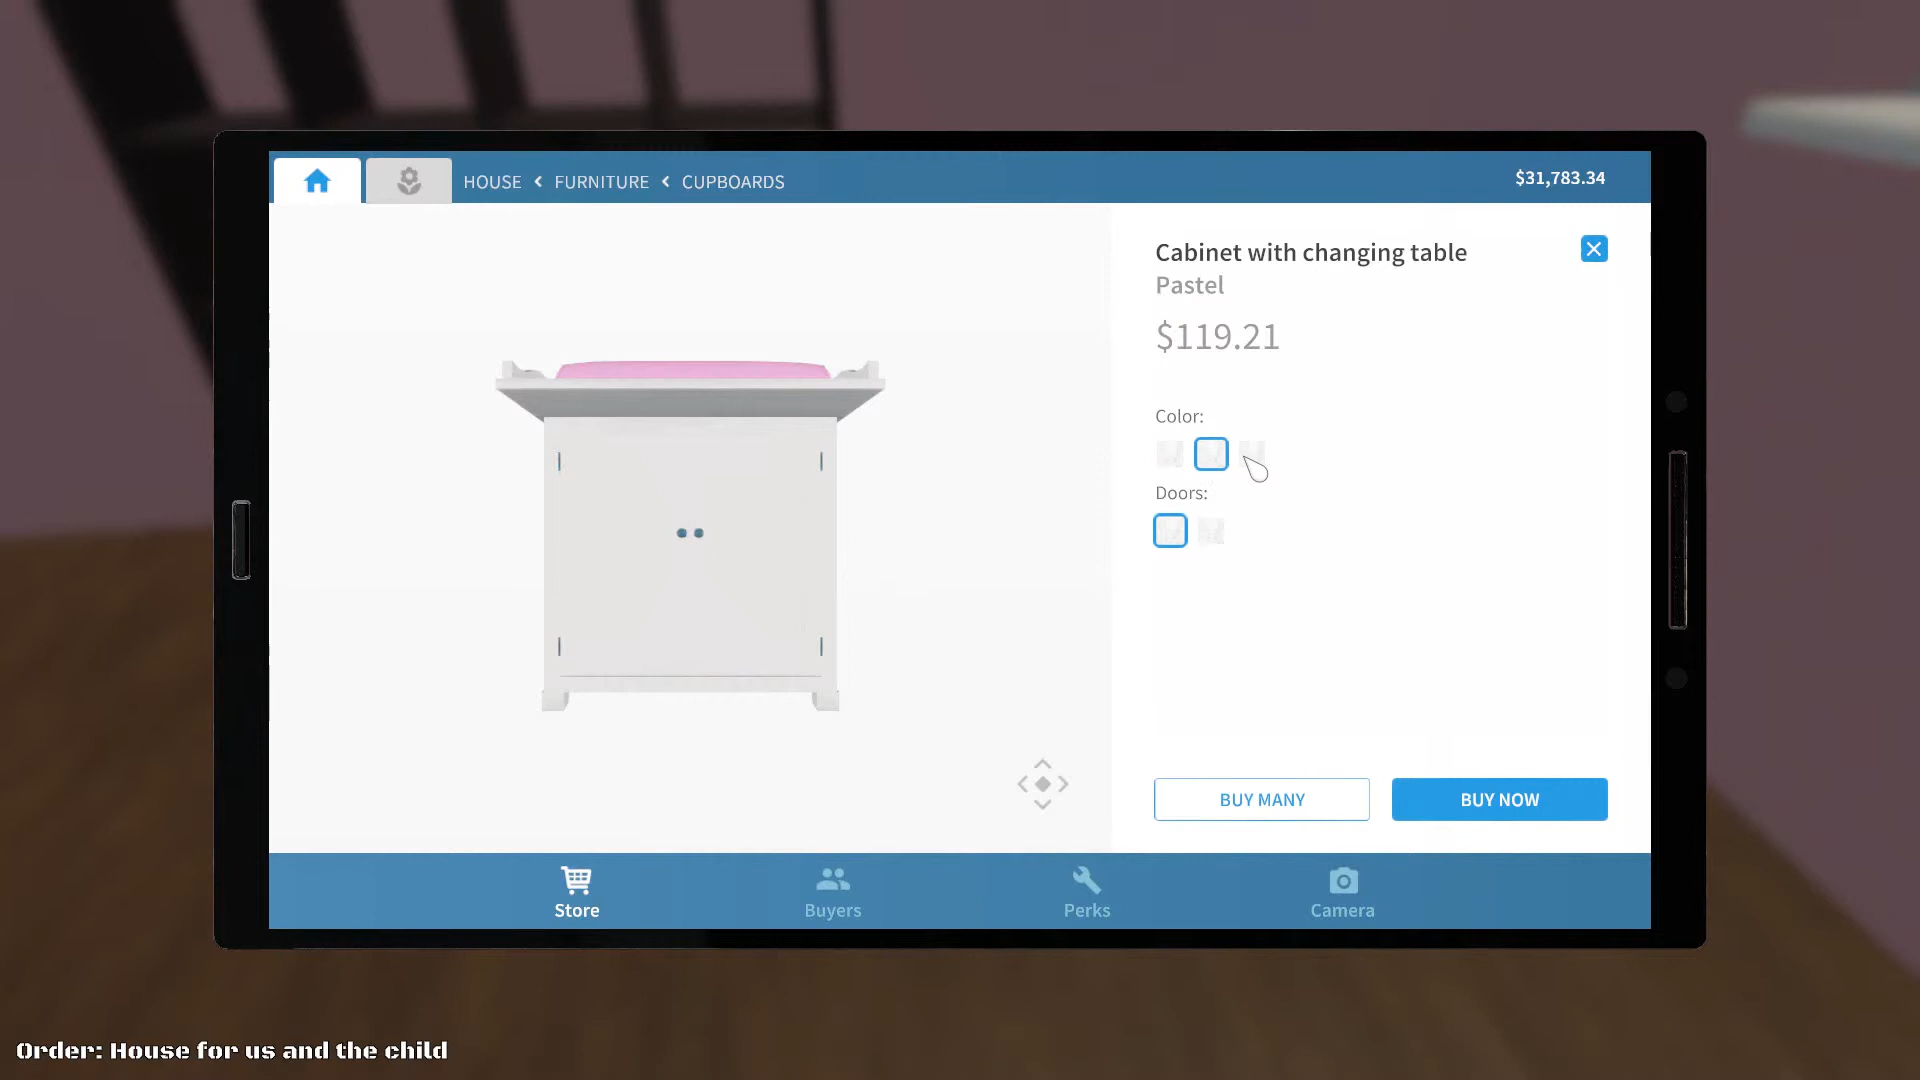 HOUSE < FURNITURE < CUPBOARDS
$31,783.34
Cabinet with changing table
Pastel
$119.21
Color:
Doors:
BUY MANY
BUY NOW
Store
Buyers
Perks
Camera
Order: House for us and the child